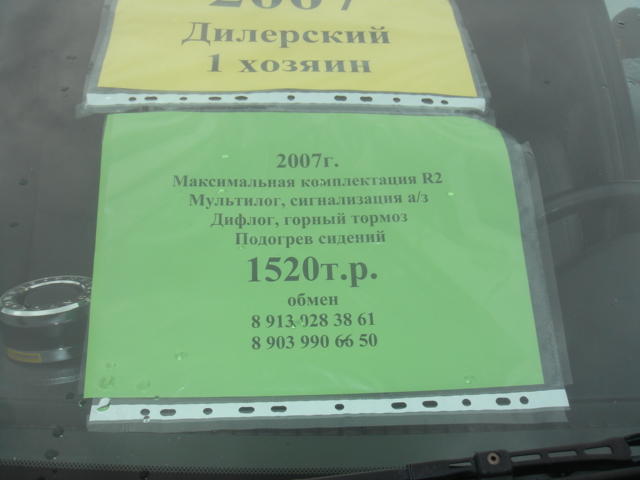 2007
Дилерский
1 хозяин
2007г.
Максимальная комплектация R2
Мультилог, сигнализация а/з
Дифлог, горный тормоз
Подогрев сидений
1520т.р.
обмен
8 913 928 38 61
8 903 990 66 50